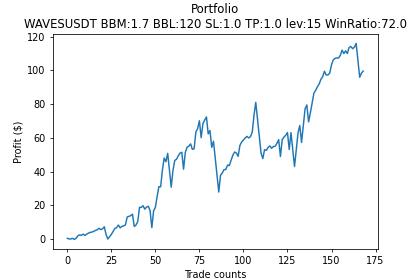 Portfolio
WAVESUSDT BBM:1.7 BBL:120 SL:1.0 TP:1.0 lev:15 WinRatio:72.0
120
100
80
60
40
20
0
Profit ($)
0 25 50 75 100 125 150 175
Trade counts